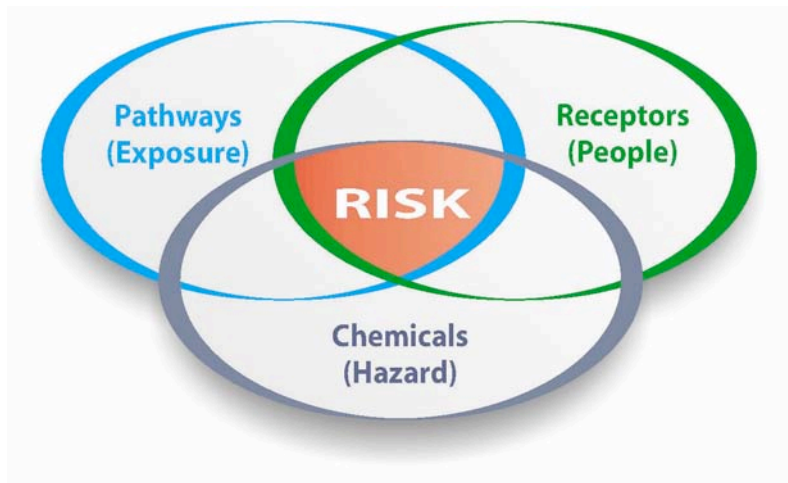 Pathways
(Exposure)
Receptors
(People)
RISK
Chemicals
(Hazard)